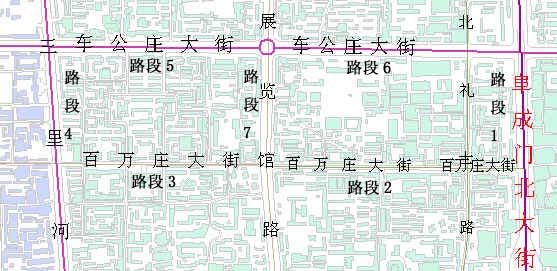 三里河
车公庄大街
车公庄大街
展览馆路
北礼士路
阜成门北大街
路段5
路段6
路段4
路段7
路段1
百万庄大街
百万庄大街
百万庄大街
路段3
路段2